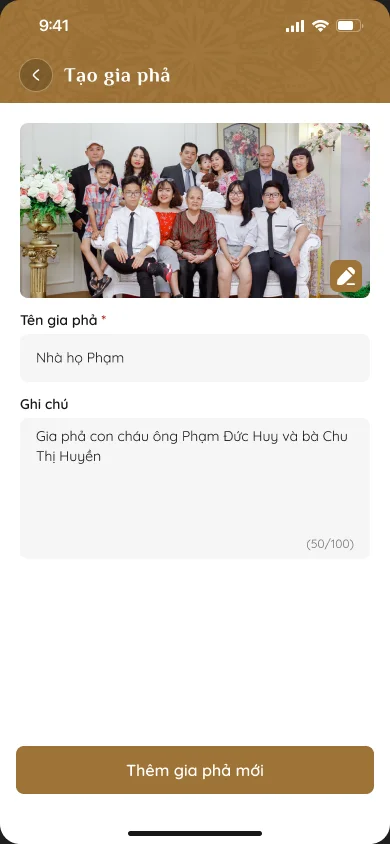 9:41
Tạo gia phả
Tên gia phả *
Nhà họ Phạm
Ghi chú
Gia phả con cháu ông Phạm Đức Huy và bà Chu
Thị Huyền
(50/100)
Thêm gia phả mới